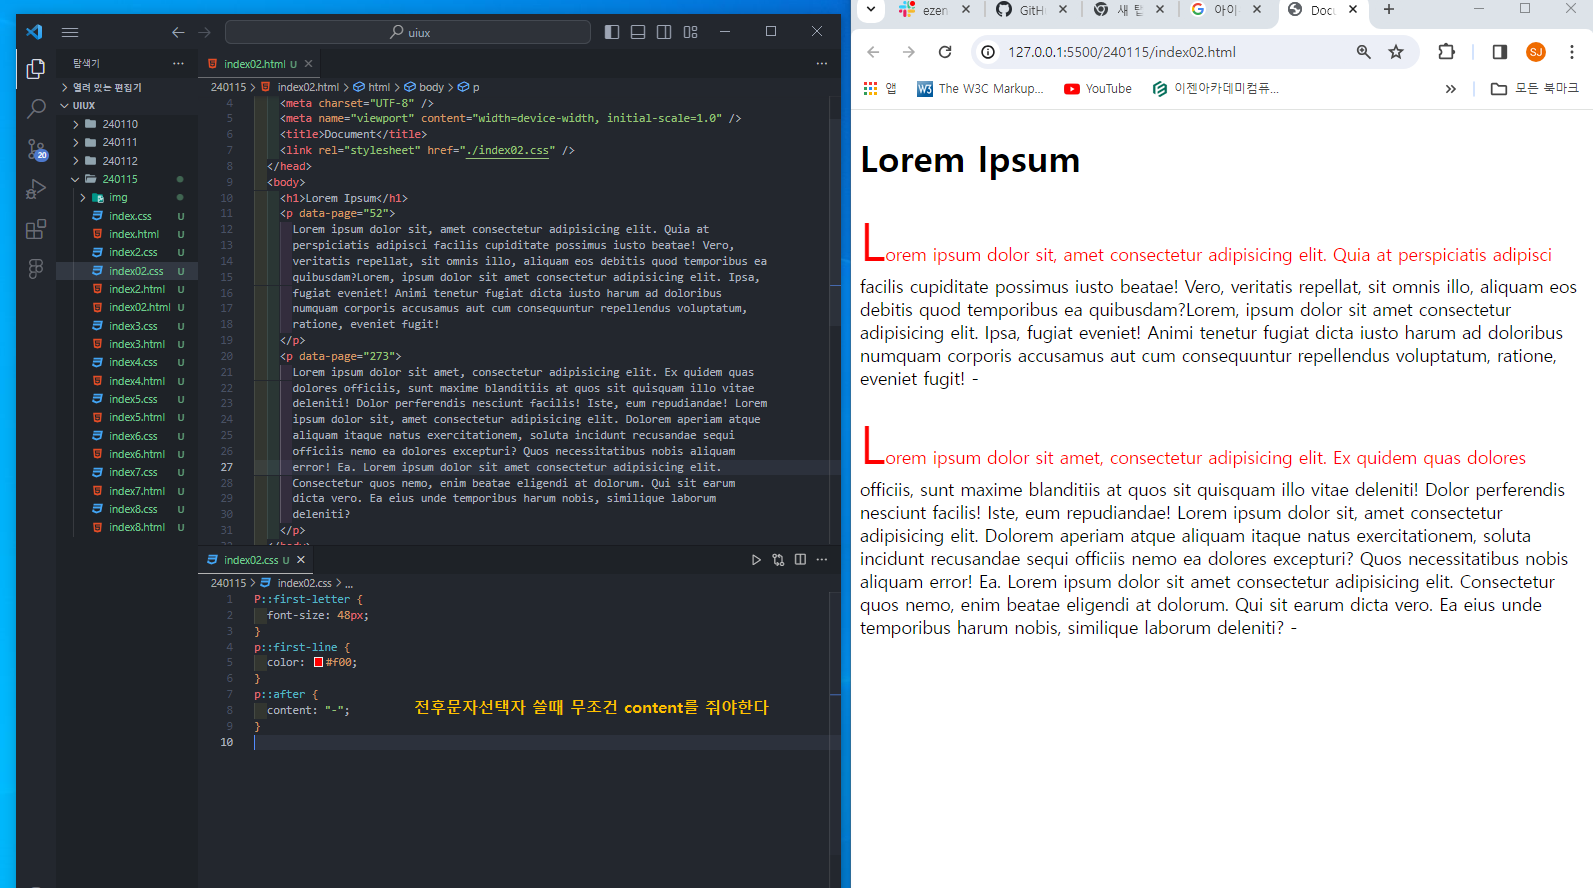 uiux
탐색기
열려 있는 편집기
UIUX
240110
240111
240112
240115
img
index.css U
index.html U
index2.css U
index02.css U
index2.html U
index02.html U
index3.css U
index3.html U
index4.css U
index4.html U
index5.css U
index5.html U
index6.css U
index6.html U
index7.css U
index7.html U
index8.css U
index8.html U
20
index02.html U
240115 > index02.html > html > body > p
4 <meta charset="UTF-8" />
5 <meta name="viewport" content="width=device-width, initial-scale=1.0" />
6 <title>Document</title>
7 <link rel="stylesheet" href="./index02.css" />
8 </head>
9 <body>
10 <h1>Lorem Ipsum</h1>
11 <p data-page="52">
12 Lorem ipsum dolor sit, amet consectetur adipisicing elit. Quia at
13 perspiciatis adipisci facilis cupiditate possimus iusto beatae! Vero,
14 veritatis repellat, sit omnis illo, aliquam eos debitis quod temporibus ea
15 quibusdam?Lorem, ipsum dolor sit amet consectetur adipisicing elit. Ipsa,
16 fugiat eveniet! Animi tenetur fugiat dicta iusto harum ad doloribus
17 numquam corporis accusamus aut cum consequuntur repellendus voluptatum,
18 ratione, eveniet fugit!
19 </p>
20 <p data-page="273">
21 Lorem ipsum dolor sit amet, consectetur adipisicing elit. Ex quidem quas
22 dolores officiis, sunt maxime blanditiis at quos sit quisquam illo vitae
23 deleniti! Dolor perferendis nesciunt facilis! Iste, eum repudiandae! Lorem
24 ipsum dolor sit, amet consectetur adipisicing elit. Dolorem aperiam atque
25 aliquam itaque natus exercitationem, soluta incidunt recusandae sequi
26 officiis nemo ea dolores excepturi? Quos necessitatibus nobis aliquam
27 error! Ea. Lorem ipsum dolor sit amet consectetur adipisicing elit.
28 Consectetur quos nemo, enim beatae eligendi at dolorum. Qui sit earum
29 dicta vero. Ea eius unde temporibus harum nobis, similique laborum
30 deleniti?
31 </p>
index02.css U
240115 > index02.css > ...
1 P::first-letter {
2 font-size: 48px;
3 }
4 p::first-line {
5 color: #f00;
6 }
7 p::after {
8 content: "-";
9 }
10
전후문자선택자 쓸때 무조건 content를 줘야한다
ezen
GitH
새 탭
아이
Docu
127.0.0.1:5500/240115/index02.html
SJ
앱
The W3C Markup...
YouTube
이젠아카데미컴퓨...
모든 북마크
Lorem Ipsum
Lorem ipsum dolor sit, amet consectetur adipisicing elit. Quia at perspiciatis adipisci
facilis cupiditate possimus iusto beatae! Vero, veritatis repellat, sit omnis illo, aliquam eos
debitis quod temporibus ea quibusdam?Lorem, ipsum dolor sit amet consectetur
adipisicing elit. Ipsa, fugiat eveniet! Animi tenetur fugiat dicta iusto harum ad doloribus
numquam corporis accusamus aut cum consequuntur repellendus voluptatum, ratione,
eveniet fugit! -
Lorem ipsum dolor sit amet, consectetur adipisicing elit. Ex quidem quas dolores
officiis, sunt maxime blanditiis at quos sit quisquam illo vitae deleniti! Dolor perferendis
nesciunt facilis! Iste, eum repudiandae! Lorem ipsum dolor sit, amet consectetur
adipisicing elit. Dolorem aperiam atque aliquam itaque natus exercitationem, soluta
incidunt recusandae sequi officiis nemo ea dolores excepturi? Quos necessitatibus nobis
aliquam error! Ea. Lorem ipsum dolor sit amet consectetur adipisicing elit. Consectetur
quos nemo, enim beatae eligendi at dolorum. Qui sit earum dicta vero. Ea eius unde
temporibus harum nobis, similique laborum deleniti? -